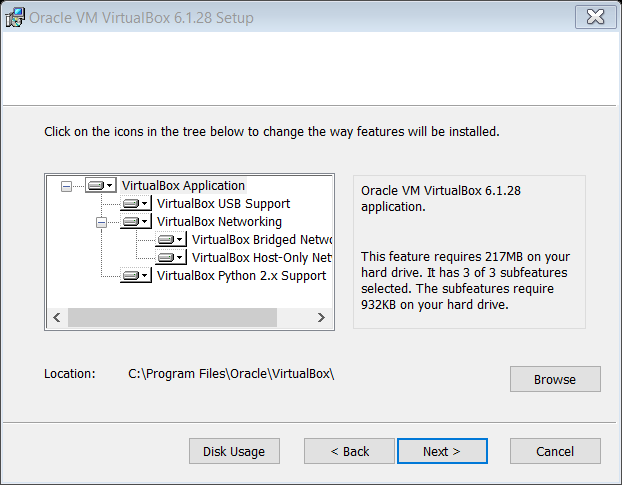 Oracle VM VirtualBox 6.1.28 Setup
Click on the icons in the tree below to change the way features will be installed.
VirtualBox Application
VirtualBox USB Support
VirtualBox Networking
VirtualBox Bridged Netwo
VirtualBox Host-Only Net
VirtualBox Python 2.x Support
Oracle VM VirtualBox 6.1.28
application.
This feature requires 217MB on your
hard drive. It has 3 of 3 subfeatures
selected. The subfeatures require
932KB on your hard drive.
Location: C:\Program Files\Oracle\VirtualBox\
Browse
Disk Usage
< Back
Next >
Cancel